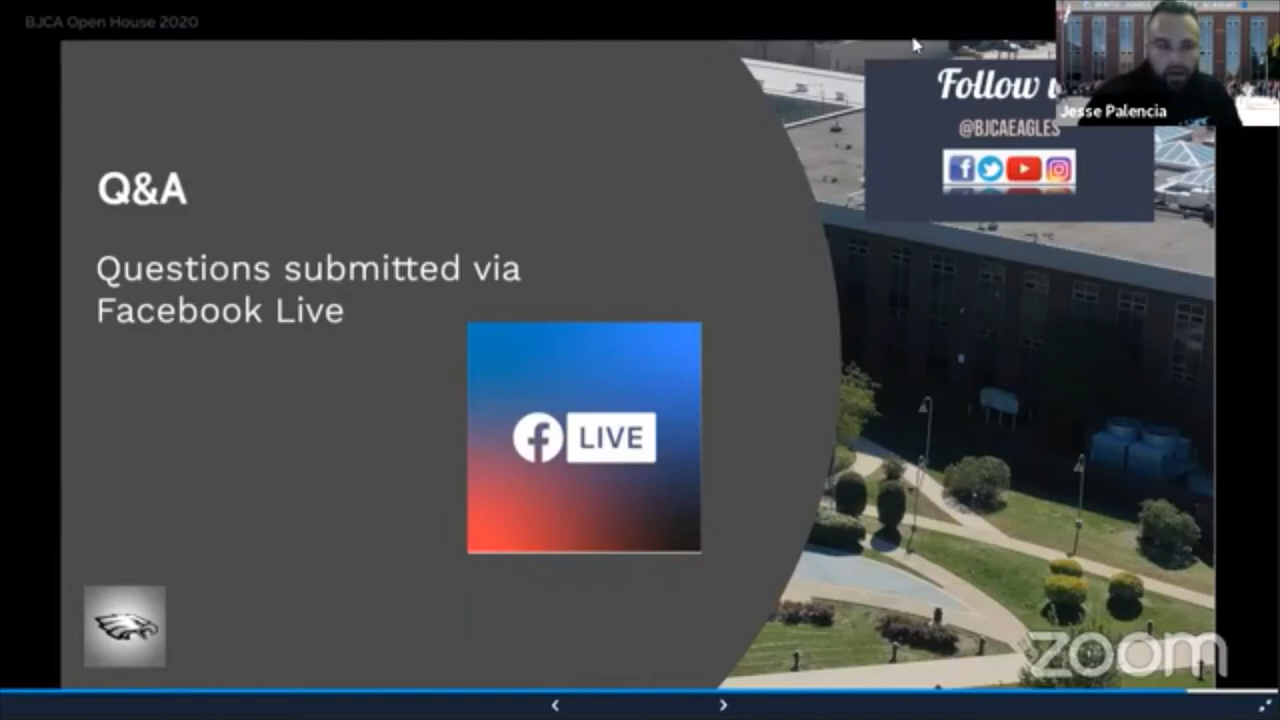 BJCA Open House 2020
Follow u
Jesse Palencia
@BJCAEAGLES
Q&A
Questions submitted via
Facebook Live
LIVE
zoom